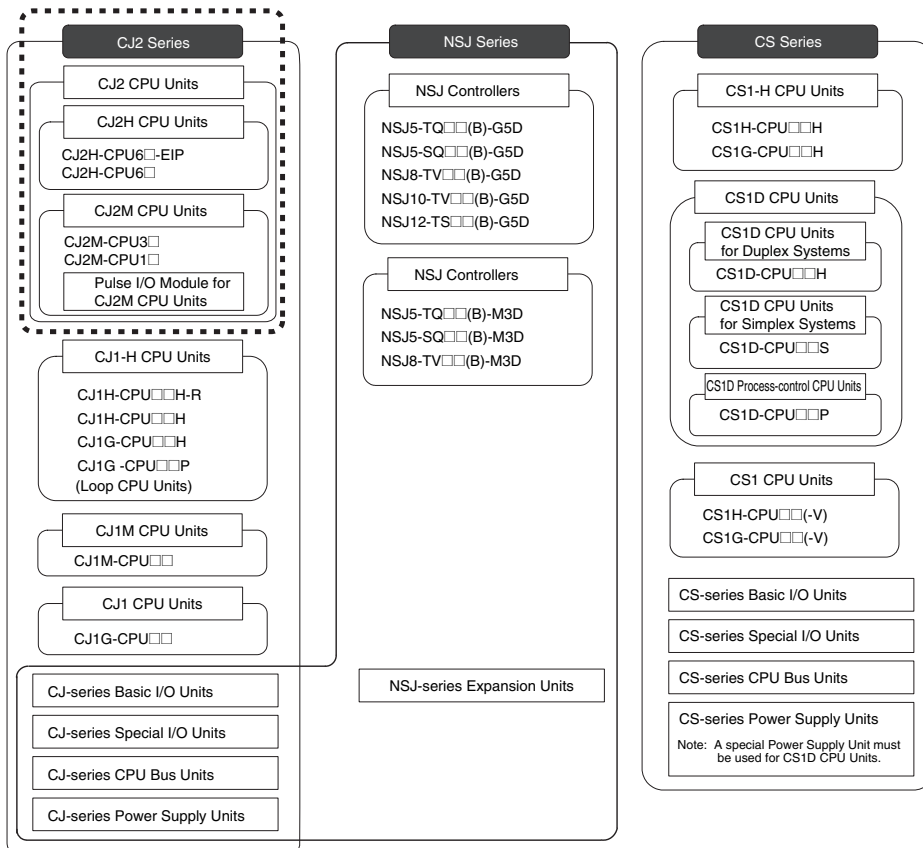 CJ2 Series
CJ2 CPU Units
CJ2H CPU Units
CJ2H-CPU6□-EIP
CJ2H-CPU6□
CJ2M CPU Units
CJ2M-CPU3□
CJ2M-CPU1□
Pulse I/O Module for
CJ2M CPU Units
CJ1-H CPU Units
CJ1H-CPU□□H-R
CJ1H-CPU□□H
CJ1G-CPU□□H
CJ1G -CPU□□P
(Loop CPU Units)
CJ1M CPU Units
CJ1M-CPU□□
CJ1 CPU Units
CJ1G-CPU□□
CJ-series Basic I/O Units
CJ-series Special I/O Units
CJ-series CPU Bus Units
CJ-series Power Supply Units
NSJ Series
NSJ Controllers
NSJ5-TQ□□(B)-G5D
NSJ5-SQ□□(B)-G5D
NSJ8-TV□□(B)-G5D
NSJ10-TV□□(B)-G5D
NSJ12-TS□□(B)-G5D
NSJ Controllers
NSJ5-TQ□□(B)-M3D
NSJ5-SQ□□(B)-M3D
NSJ8-TV□□(B)-M3D
NSJ-series Expansion Units
CS Series
CS1-H CPU Units
CS1H-CPU□□H
CS1G-CPU□□H
CS1D CPU Units
CS1D CPU Units
for Duplex Systems
CS1D-CPU□□H
CS1D CPU Units
for Simplex Systems
CS1D-CPU□□S
CS1D Process-control CPU Units
CS1D-CPU□□P
CS1 CPU Units
CS1H-CPU□□(-V)
CS1G-CPU□□(-V)
CS-series Basic I/O Units
CS-series Special I/O Units
CS-series CPU Bus Units
CS-series Power Supply Units
Note: A special Power Supply Unit must
be used for CS1D CPU Units.